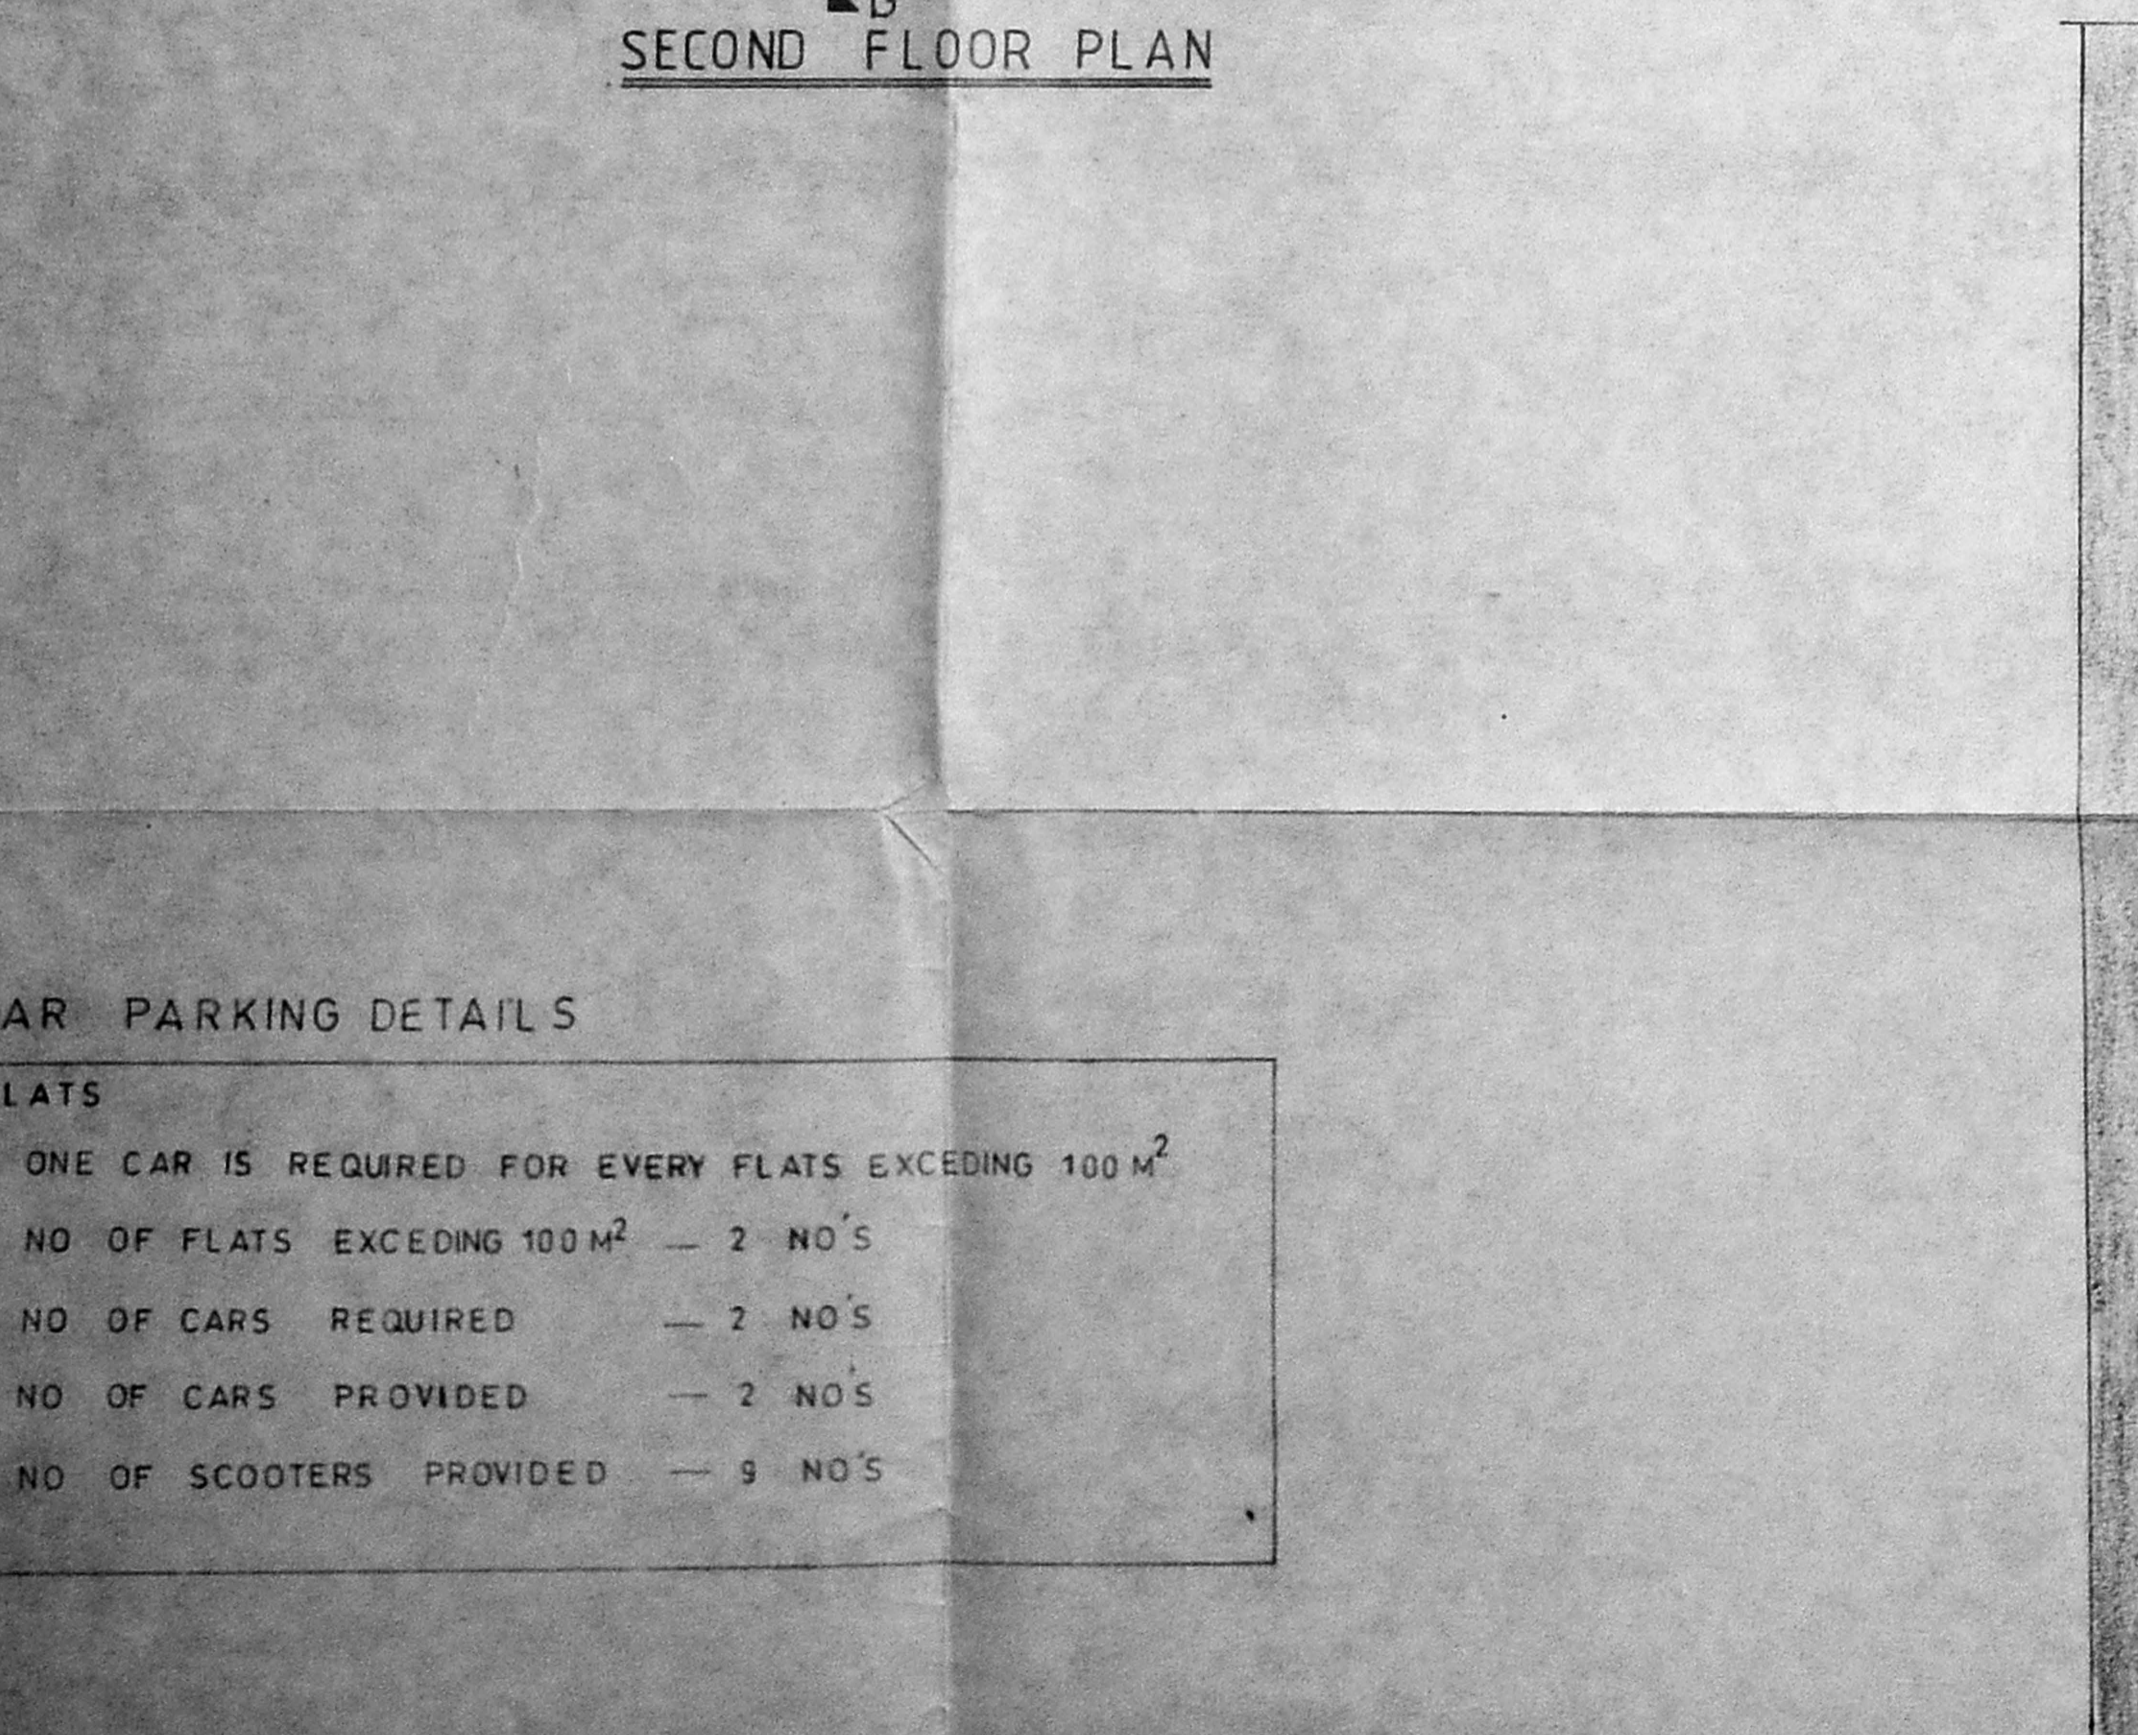 SECOND FLOOR PLAN
AR PARKING DETAILS
LATS
ONE CAR IS REQUIRED FOR EVERY FLATS EXCEDING 100 M²
NO OF FLATS EXCEDING 100 M² — 2 NO'S
NO OF CARS REQUIRED — 2 NO'S
NO OF CARS PROVIDED — 2 NO'S
NO OF SCOOTERS PROVIDED — 9 NO'S